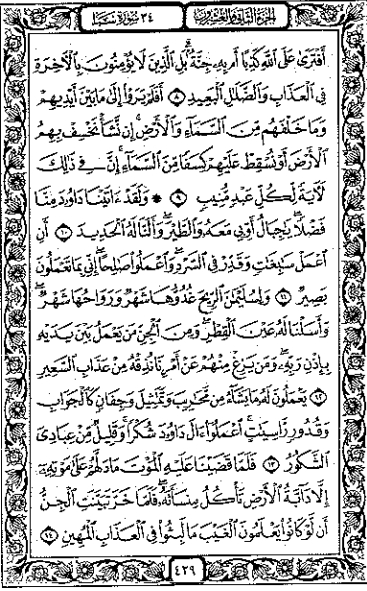 الجزء الثاني والعشرون
٣٤ سورة سبإ
أَفْتَرَىٰ عَلَى ٱللَّهِ كَذِبًا أَم بِهِۦ جِنَّةٌۢ بَلِ ٱلَّذِينَ لَا يُؤْمِنُونَ بِٱلْأَخِرَةِ
فِى ٱلْعَذَابِ وَٱلضَّلَٰلِ ٱلْبَعِيدِ ٨ أَفَلَمْ يَرَوْا۟ إِلَىٰ مَا بَيْنَ أَيْدِيهِمْ
وَمَا خَلْفَهُم مِّنَ ٱلسَّمَآءِ وَٱلْأَرْضِ إِن نَّشَأْ نَخْسِفْ بِهِمُ
ٱلْأَرْضَ أَوْ نُسْقِطْ عَلَيْهِمْ كِسَفًا مِّنَ ٱلسَّمَآءِ إِنَّ فِى ذَٰلِكَ
لَأَيَةً لِّكُلِّ عَبْدٍ مُّنِيبٍ ٩ ۞ وَلَقَدْ ءَاتَيْنَا دَاوُۥدَ مِنَّا
فَضْلًا يَٰجِبَالُ أَوِّبِى مَعَهُۥ وَٱلطَّيْرَ وَأَلَنَّا لَهُ ٱلْحَدِيدَ ١٠ أَنِ
ٱعْمَلْ سَٰبِغَٰتٍ وَقَدِّرْ فِى ٱلسَّرْدِ وَٱعْمَلُوا۟ صَٰلِحًا إِنِّى بِمَا تَعْمَلُونَ
بَصِيرٌ ١١ وَلِسُلَيْمَٰنَ ٱلرِّيحَ غُدُوُّهَا شَهْرٌ وَرَوَاحُهَا شَهْرٌ
وَأَسَلْنَا لَهُۥ عَيْنَ ٱلْقِطْرِ وَمِنَ ٱلْجِنِّ مَن يَعْمَلُ بَيْنَ يَدَيْهِ
بِإِذْنِ رَبِّهِۦ وَمَن يَزِغْ مِنْهُمْ عَنْ أَمْرِنَا نُذِقْهُ مِنْ عَذَابِ ٱلسَّعِيرِ
١٢ يَعْمَلُونَ لَهُۥ مَا يَشَآءُ مِن مَّحَٰرِيبَ وَتَمَٰثِيلَ وَجِفَانٍ كَٱلْجَوَابِ
وَقُدُورٍ رَّاسِيَٰتٍ ٱعْمَلُوٓا۟ ءَالَ دَاوُۥدَ شُكْرًا وَقَلِيلٌ مِّنْ عِبَادِىَ
ٱلشَّكُورُ ١٣ فَلَمَّا قَضَيْنَا عَلَيْهِ ٱلْمَوْتَ مَا دَلَّهُمْ عَلَىٰ مَوْتِهِۦٓ
إِلَّا دَآبَّةُ ٱلْأَرْضِ تَأْكُلُ مِنسَأَتَهُۥ فَلَمَّا خَرَّ تَبَيَّنَتِ ٱلْجِنُّ
أَن لَّوْ كَانُوا۟ يَعْلَمُونَ ٱلْغَيْبَ مَا لَبِثُوا۟ فِى ٱلْعَذَابِ ٱلْمُهِينِ ١٤
٤٢٩